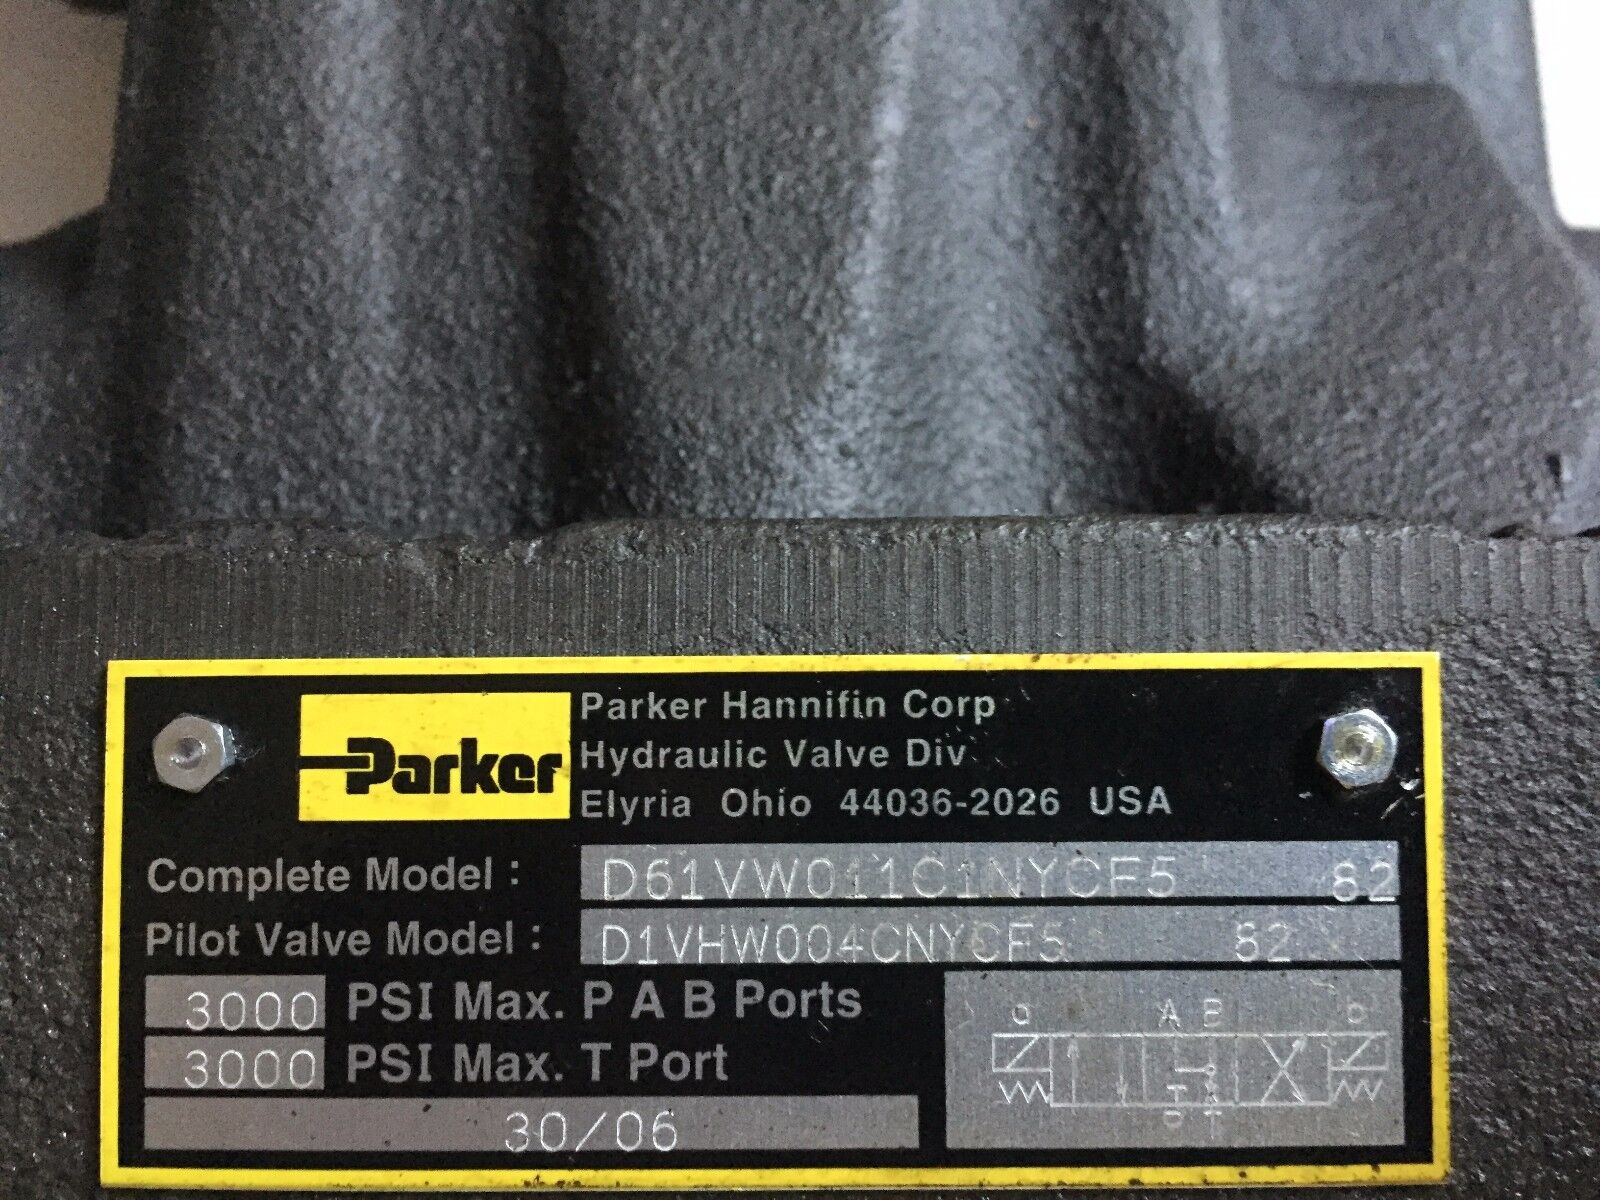 Parker
Parker Hannifin Corp
Hydraulic Valve Div
Elyria Ohio 44036-2026 USA
Complete Model : D61VW011C1NYCF5 82
Pilot Valve Model : D1VHW004CNYCF5 82
3000 PSI Max. P A B Ports
3000 PSI Max. T Port
30/06
a A B b
P T